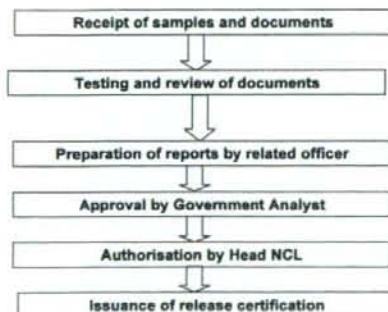 Receipt of samples and documents
Testing and review of documents
Preparation of reports by related officer
Approval by Government Analyst
Authorisation by Head NCL
Issuance of release certification